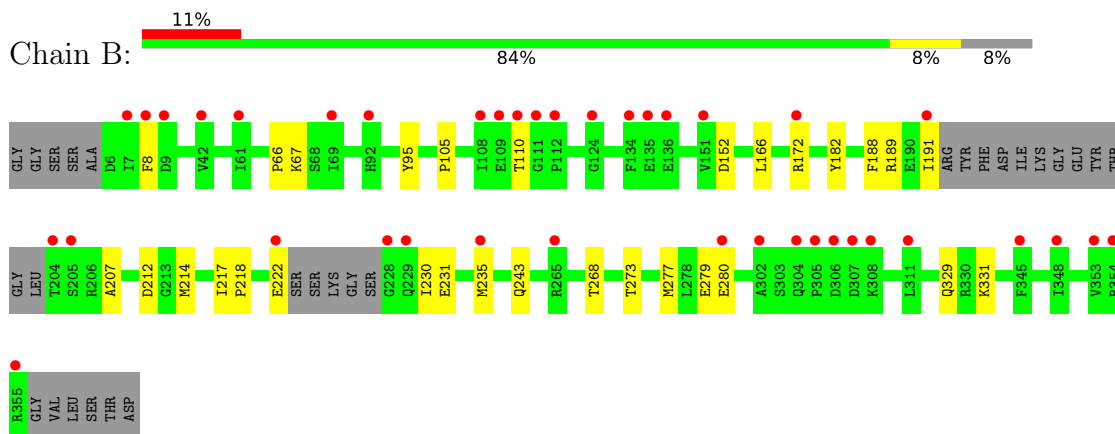 11%
Chain B:
84% 8% 8%
GLY GLY SER SER ALA D6 I7 F8 D9 V42 I61 P66 K67 S68 I69 H92 Y95 P105 I108 E109 T110 G111 P112 G124 F134 E135 E136 V151 D152 L166 R172 Y182 F188 R189 E190 I191 ARG TYR PHE ASP ILE LYS GLY GLU TYR THR
GLY LEU T204 S205 R206 A207 D212 G213 M214 I217 P218 E222 SER SER LYS GLY SER G228 Q229 I230 E231 M235 Q243 R265 T268 T273 M277 L278 E279 E280 A302 S303 Q304 P305 D306 D307 K308 L311 Q329 R330 K331 F345 I348 V353 P354
R355 GLY VAL LEU SER THR ASP